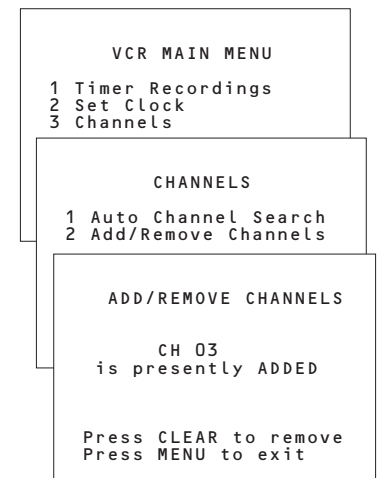 VCR MAIN MENU
1 Timer Recordings
2 Set Clock
3 Channels
CHANNELS
1 Auto Channel Search
2 Add/Remove Channels
ADD/REMOVE CHANNELS
CH 03
is presently ADDED
Press CLEAR to remove
Press MENU to exit